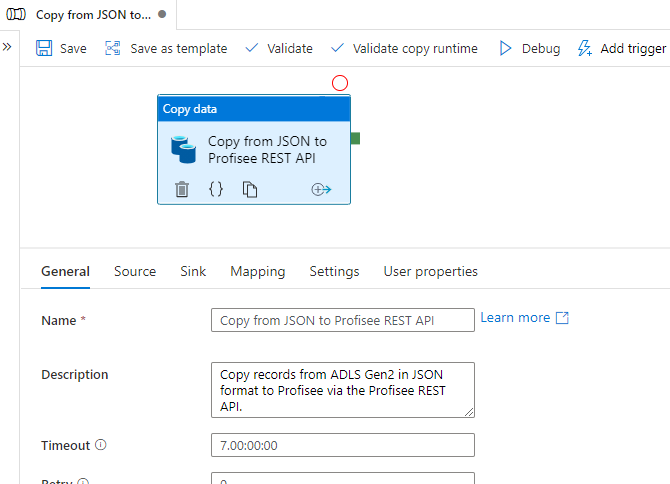 Copy from JSON to...
Save
Save as template
Validate
Validate copy runtime
Debug
Add trigger
Copy data
Copy from JSON to
Profisee REST API
General
Source
Sink
Mapping
Settings
User properties
Name *
Copy from JSON to Profisee REST API
Learn more
Description
Copy records from ADLS Gen2 in JSON
format to Profisee via the Profisee REST
API.
Timeout
7.00:00:00
Retry
0